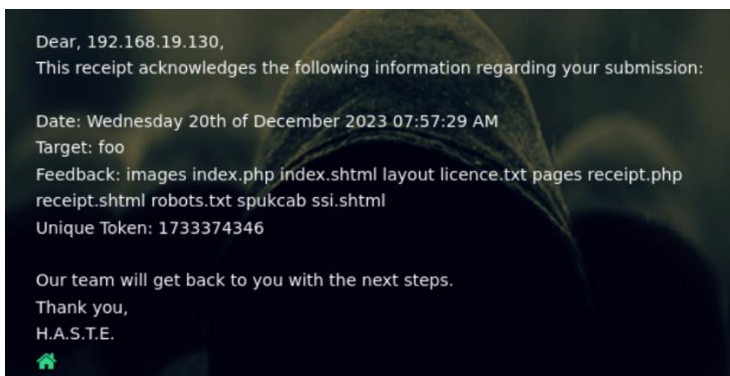 Dear, 192.168.19.130,
This receipt acknowledges the following information regarding your submission:
Date: Wednesday 20th of December 2023 07:57:29 AM
Target: foo
Feedback: images index.php index.shtml layout licence.txt pages receipt.php
receipt.shtml robots.txt spukcab ssi.shtml
Unique Token: 1733374346
Our team will get back to you with the next steps.
Thank you,
H.A.S.T.E.